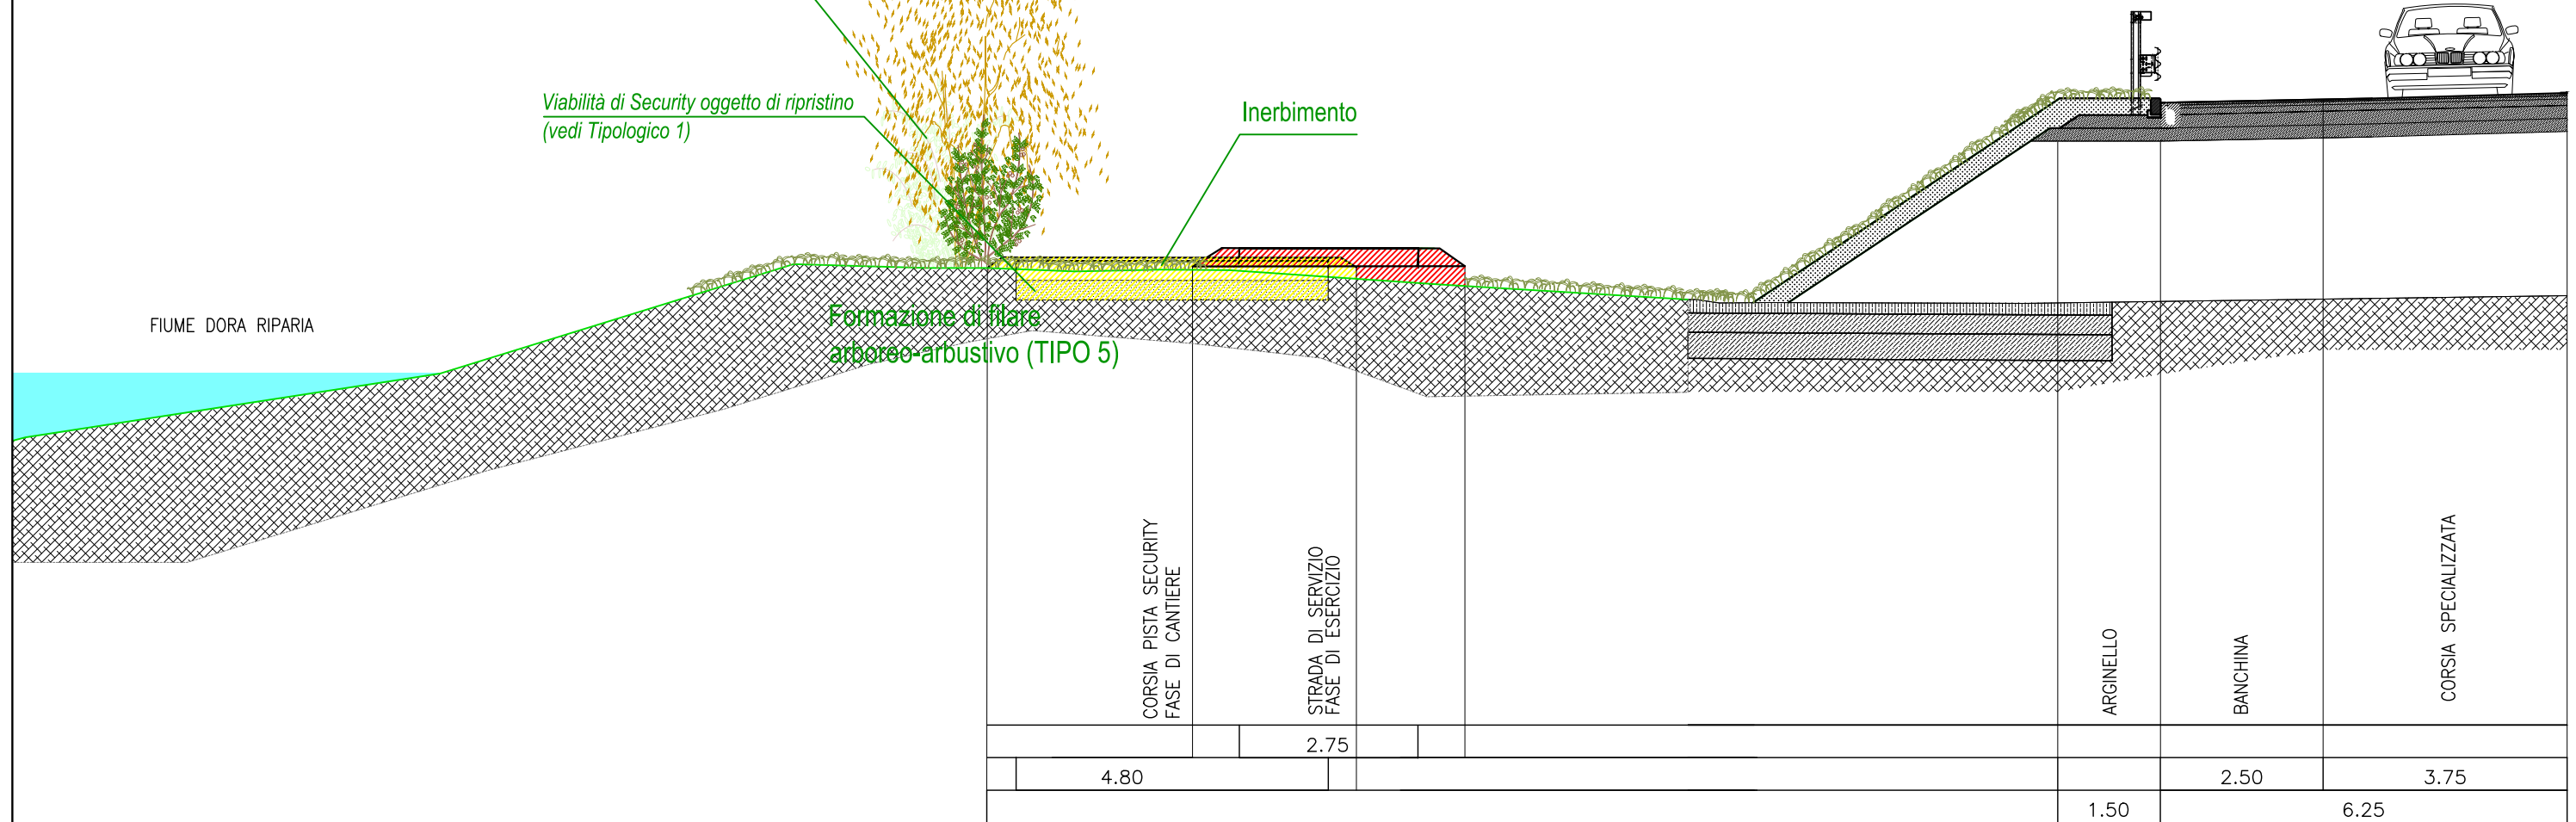 Viabilità di Security oggetto di ripristino
(vedi Tipologico 1)
Inerbimento
FIUME DORA RIPARIA
Formazione di filare
arboreo-arbustivo (TIPO 5)
CORSIA PISTA SECURITY
FASE DI CANTIERE
STRADA DI SERVIZIO
FASE DI ESERCIZIO
ARGINELLO
BANCHINA
CORSIA SPECIALIZZATA
2.75
4.80
2.50
3.75
1.50
6.25